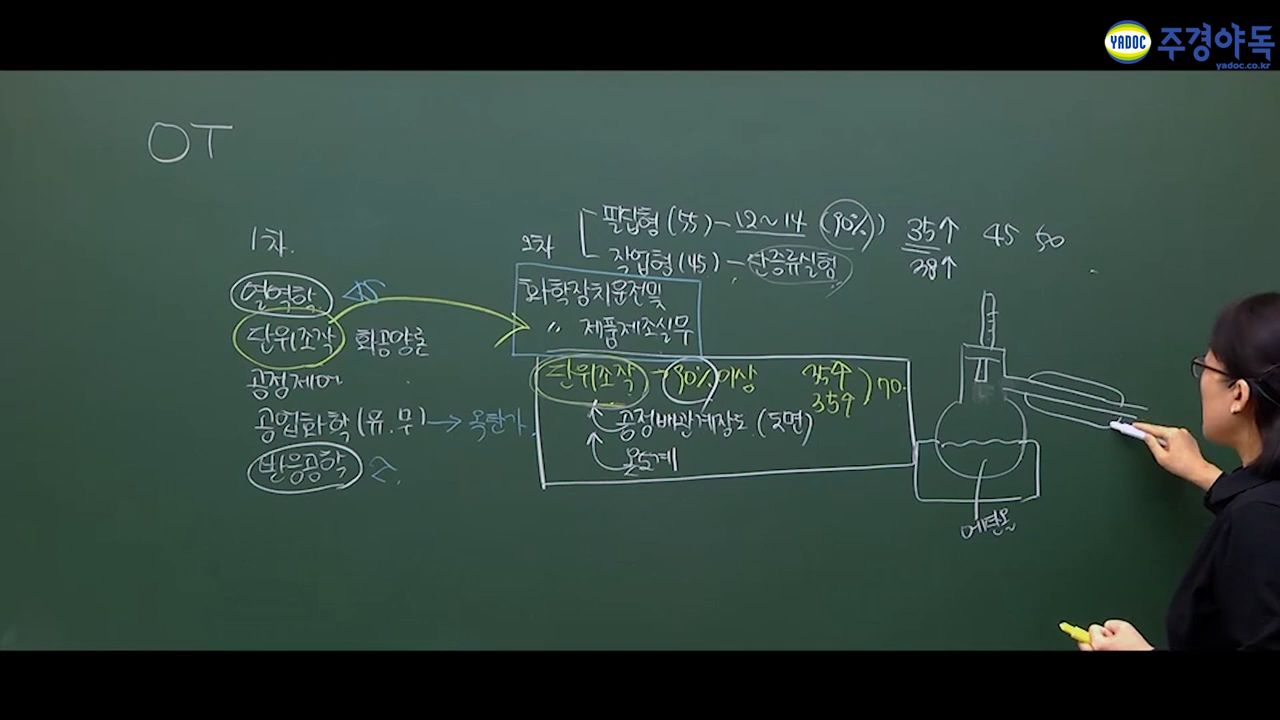 YADOC 주경야독
yadoc.co.kr
OT
1차.
열역학 ΔS
단위조작 화공양론
공정제어
공업화학(유.무) → 옥탄가
반응공학
2차
필답형(55) - 12~14 (90%) 35↑ 45 50
작업형(45) - 단증류실험 38↑
화학장치운전및
〃 제품제조실무
단위조작 - 90% 이상 35↑
35↑ ) 70.
공정배관계장도 (도면)
온도계
에탄올